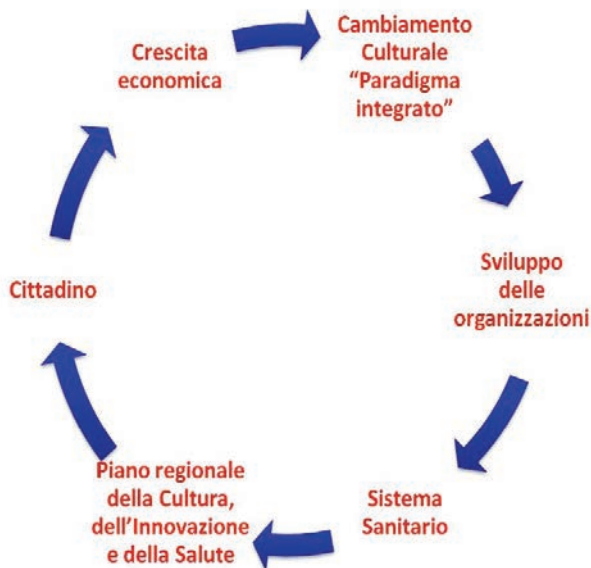 Crescita
economica
Cambiamento
Culturale
“Paradigma
integrato”
Sviluppo
delle
organizzazioni
Sistema
Sanitario
Piano regionale
della Cultura,
dell’Innovazione
e della Salute
Cittadino